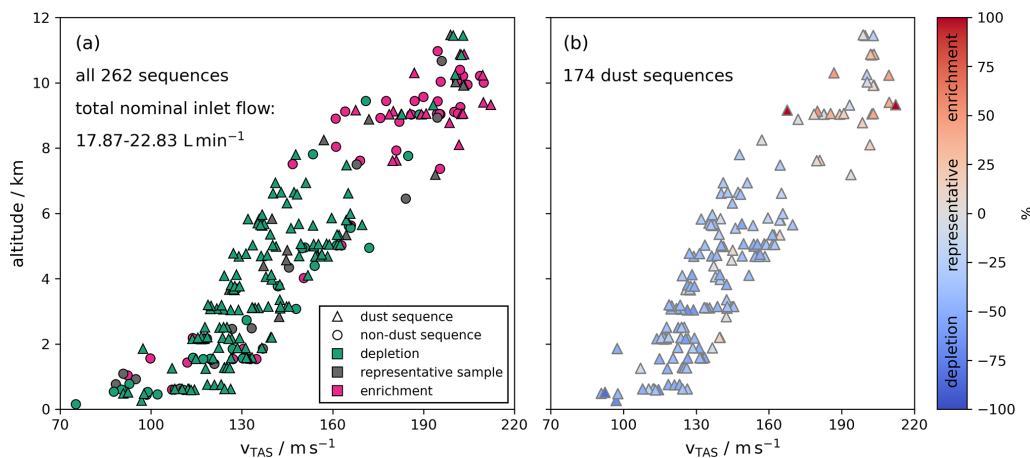 (a)
all 262 sequences
total nominal inlet flow:
17.87-22.83 L min⁻¹
altitude / km
0
2
4
6
8
10
12
dust sequence
non-dust sequence
depletion
representative sample
enrichment
70
100
130
160
190
220
v_TAS / m s⁻¹
(b)
174 dust sequences
70
100
130
160
190
220
v_TAS / m s⁻¹
enrichment
representative
depletion
100
75
50
25
0
−25
−50
−75
−100
%